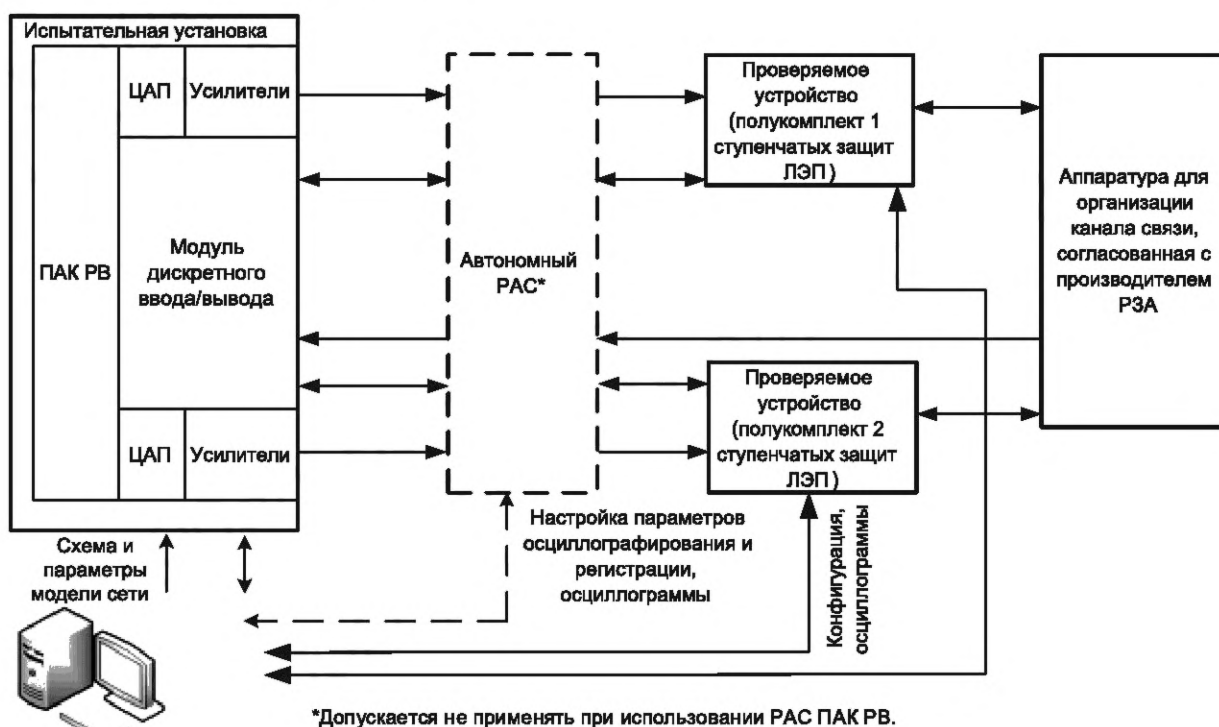 Испытательная установка
ПАК РВ
ЦАП
Усилители
Модуль
дискретного
ввода/вывода
ЦАП
Усилители
Автономный
РАС*
Проверяемое
устройство
(полукомплект 1
ступенчатых защит
ЛЭП)
Проверяемое
устройство
(полукомплект 2
ступенчатых защит
ЛЭП)
Аппаратура для
организации
канала связи,
согласованная с
производителем
РЗА
Схема и
параметры
модели сети
Настройка параметров
осциллографирования и
регистрации,
осциллограммы
Конфигурация,
осциллограммы
*Допускается не применять при использовании РАС ПАК РВ.